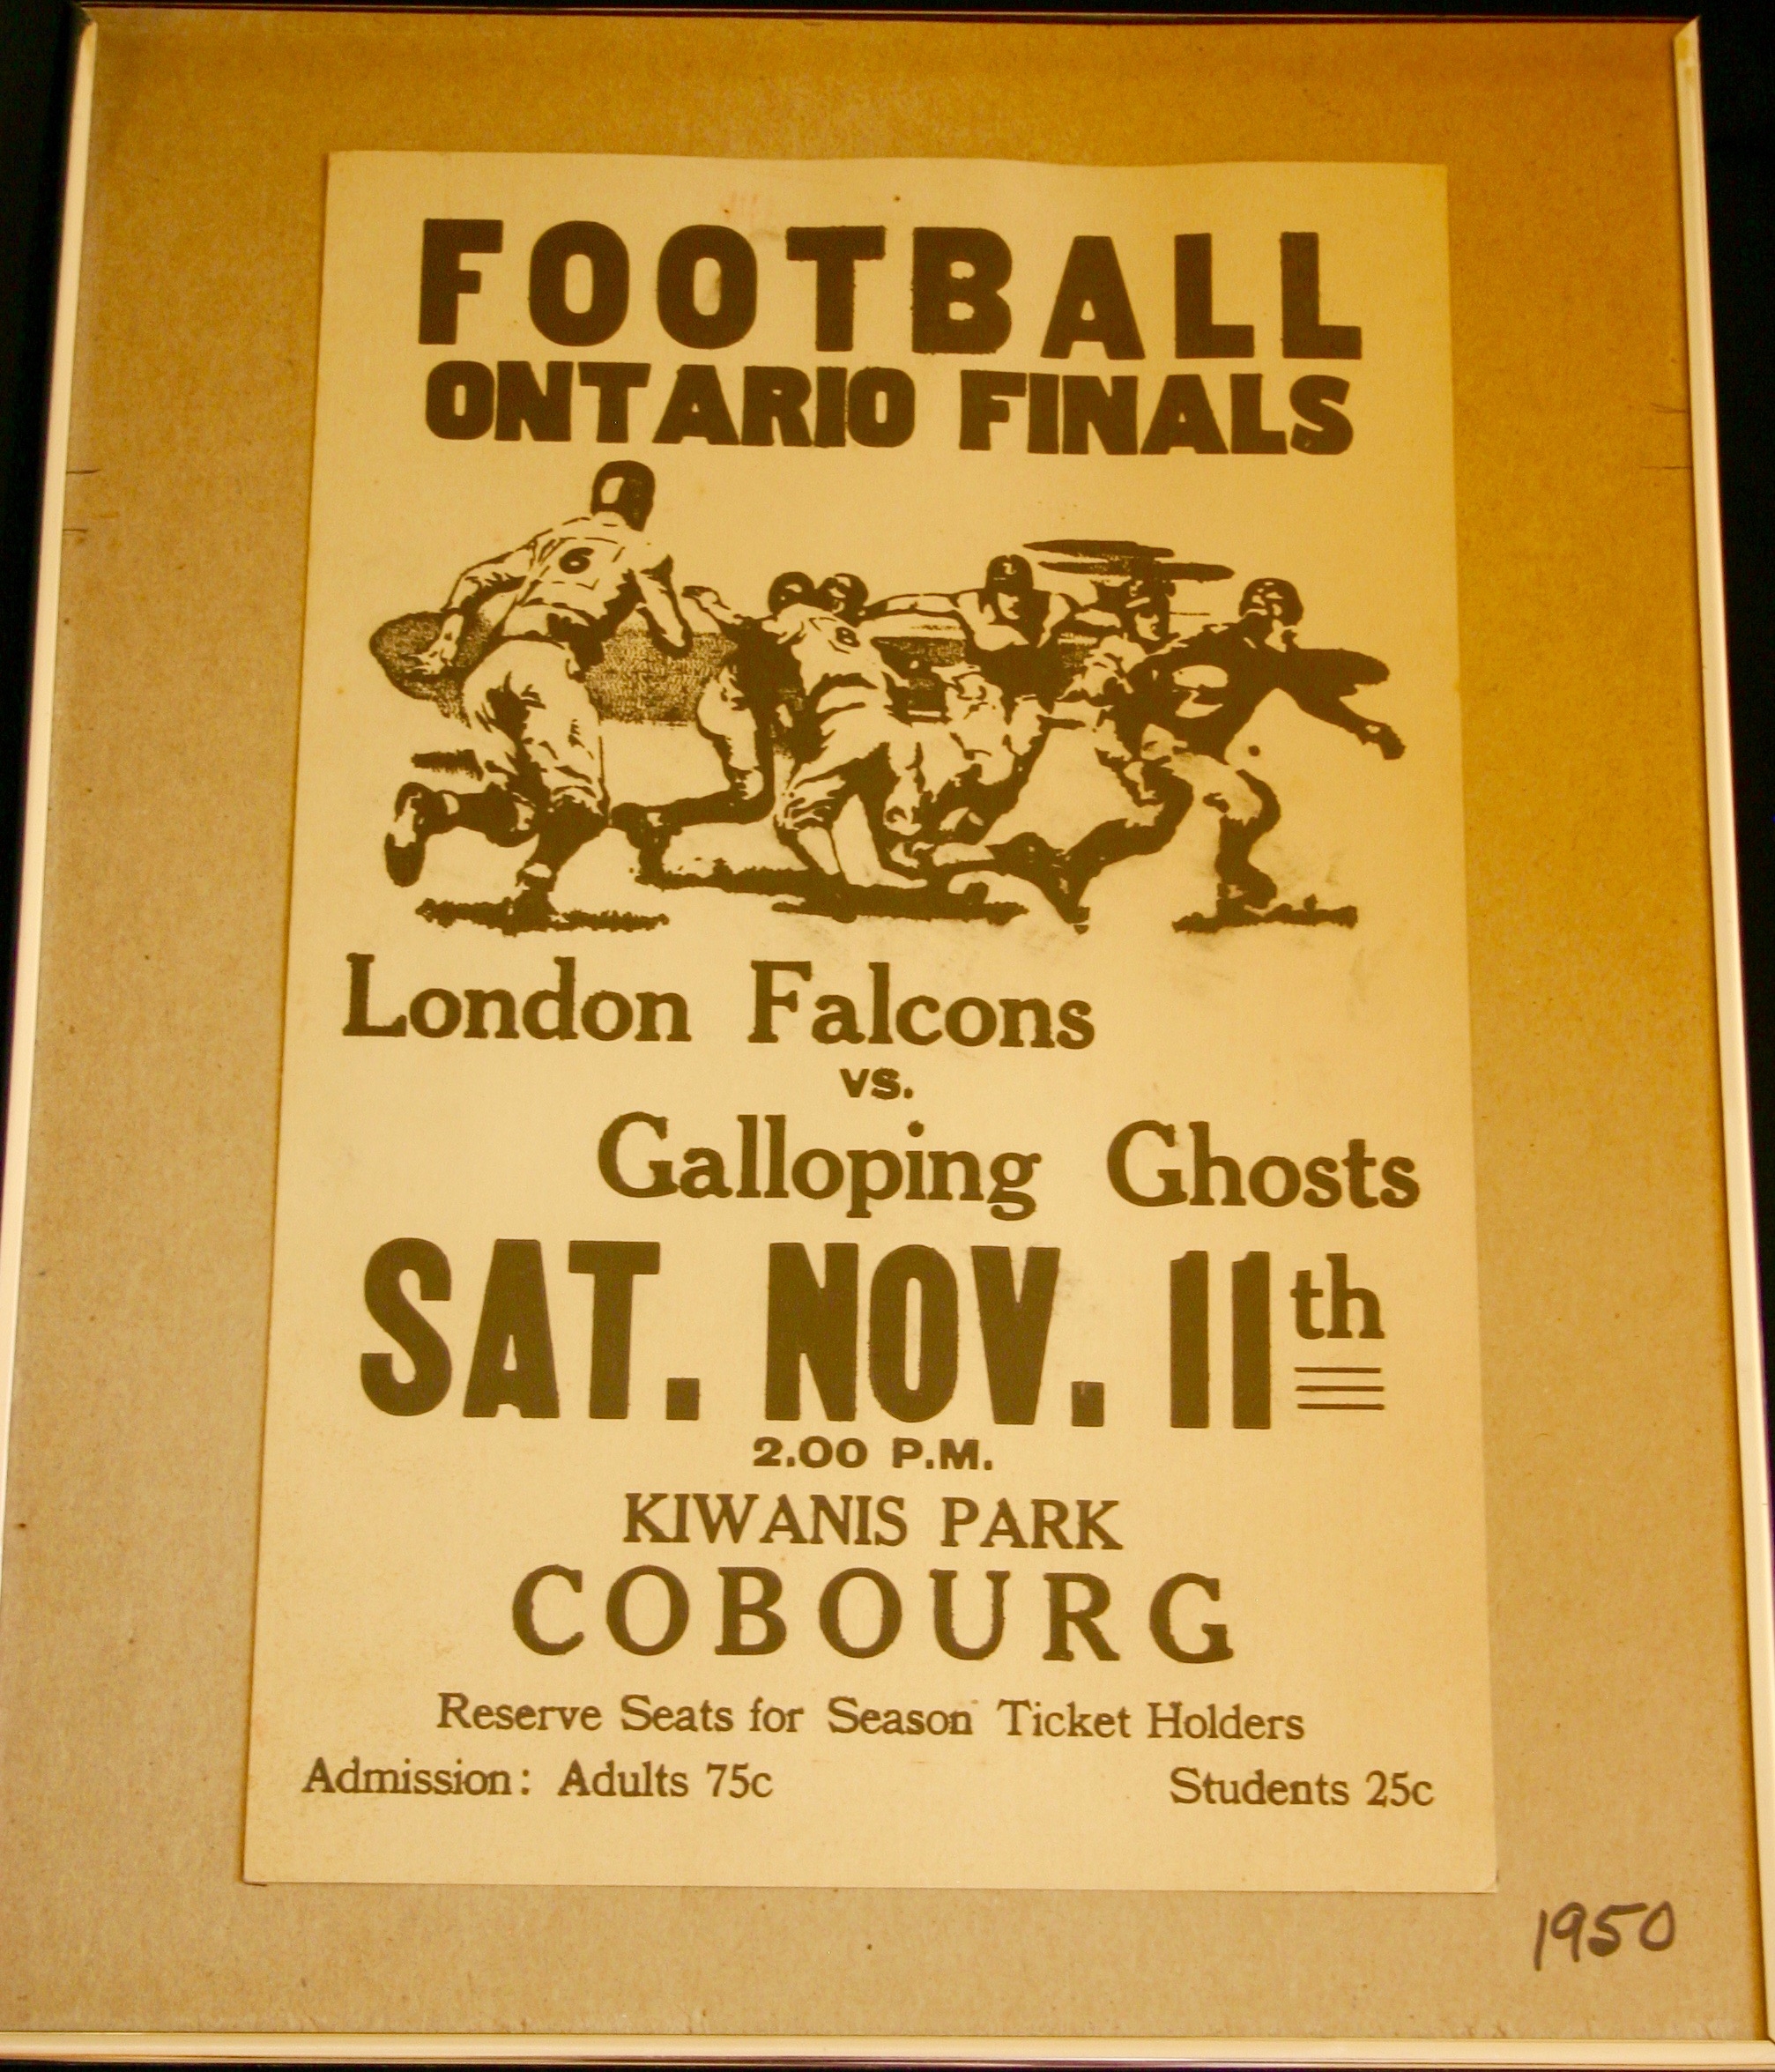 FOOTBALL
ONTARIO FINALS
6
8
London Falcons
vs.
Galloping Ghosts
SAT. NOV. 11th
2.00 P.M.
KIWANIS PARK
COBOURG
Reserve Seats for Season Ticket Holders
Admission: Adults 75c Students 25c
1950